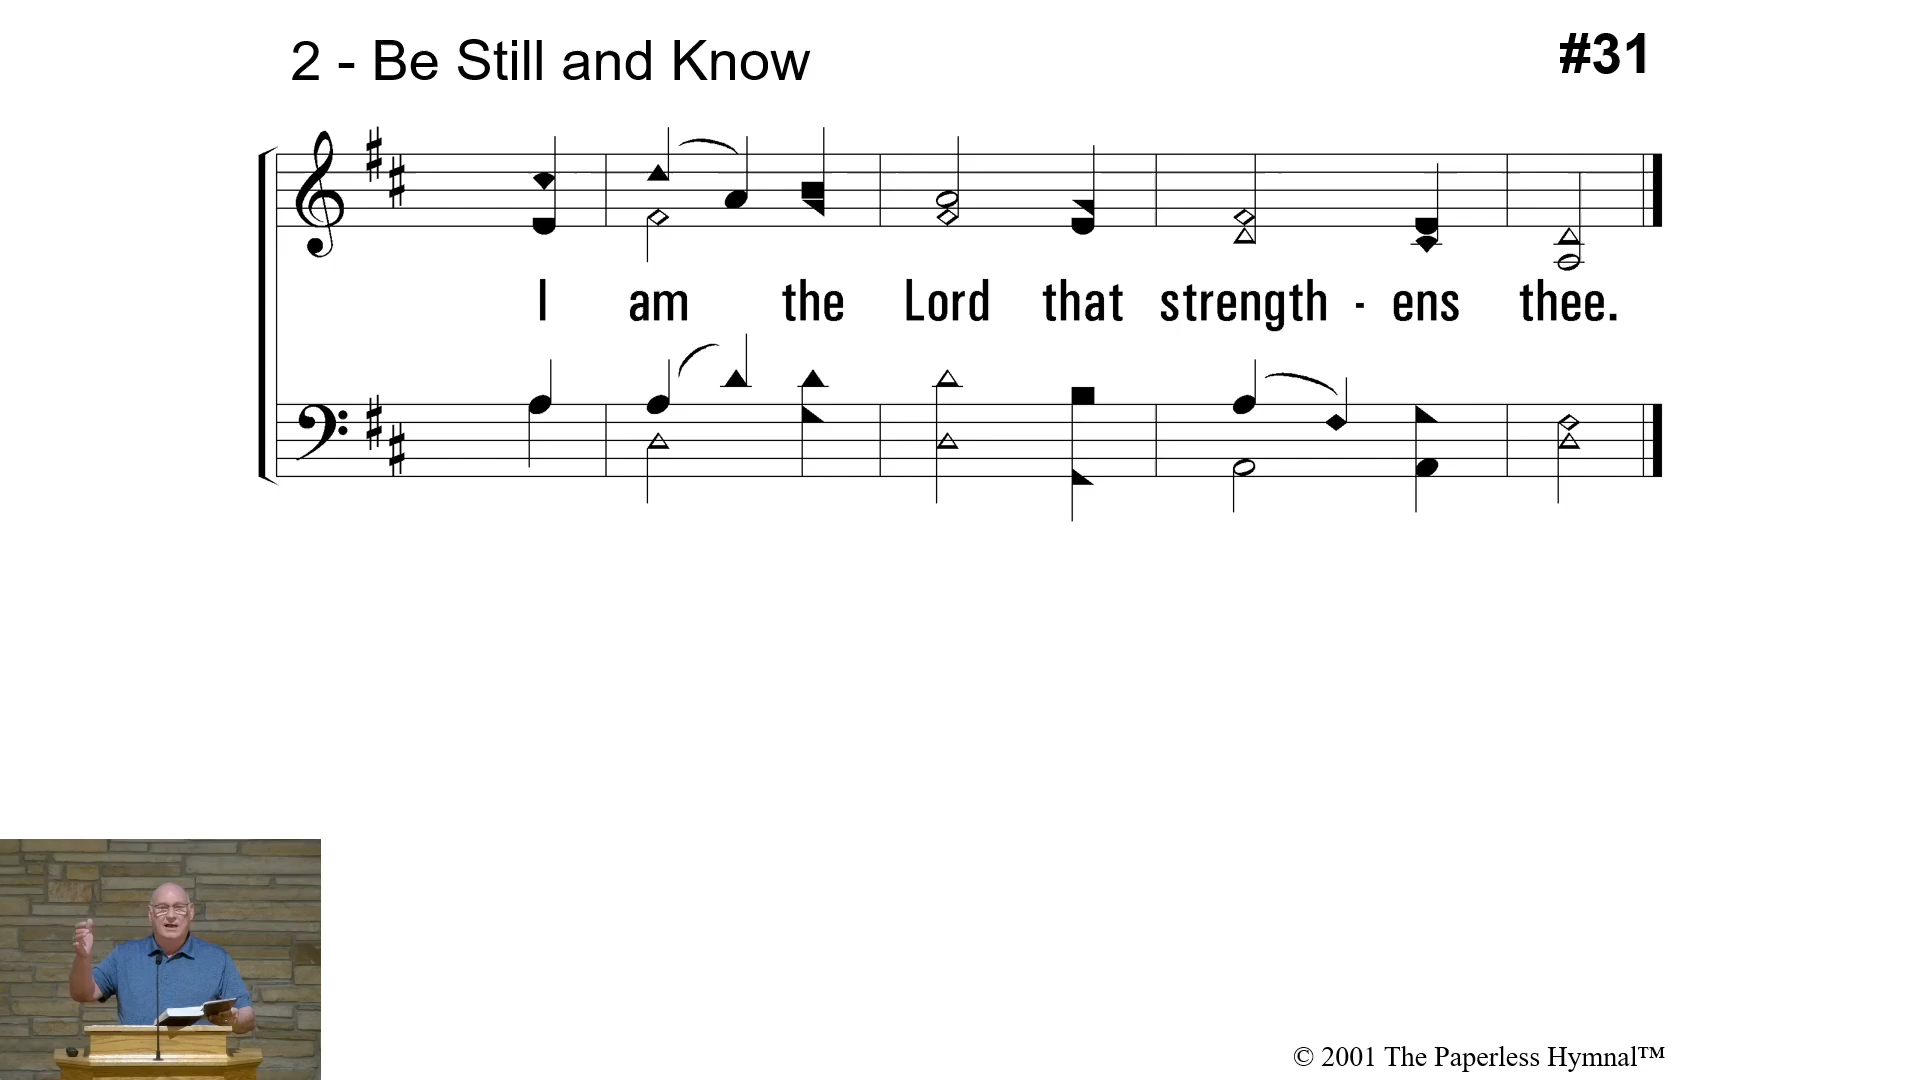 2 - Be Still and Know
#31
I am the Lord that strength - ens thee.
© 2001 The Paperless Hymnal™